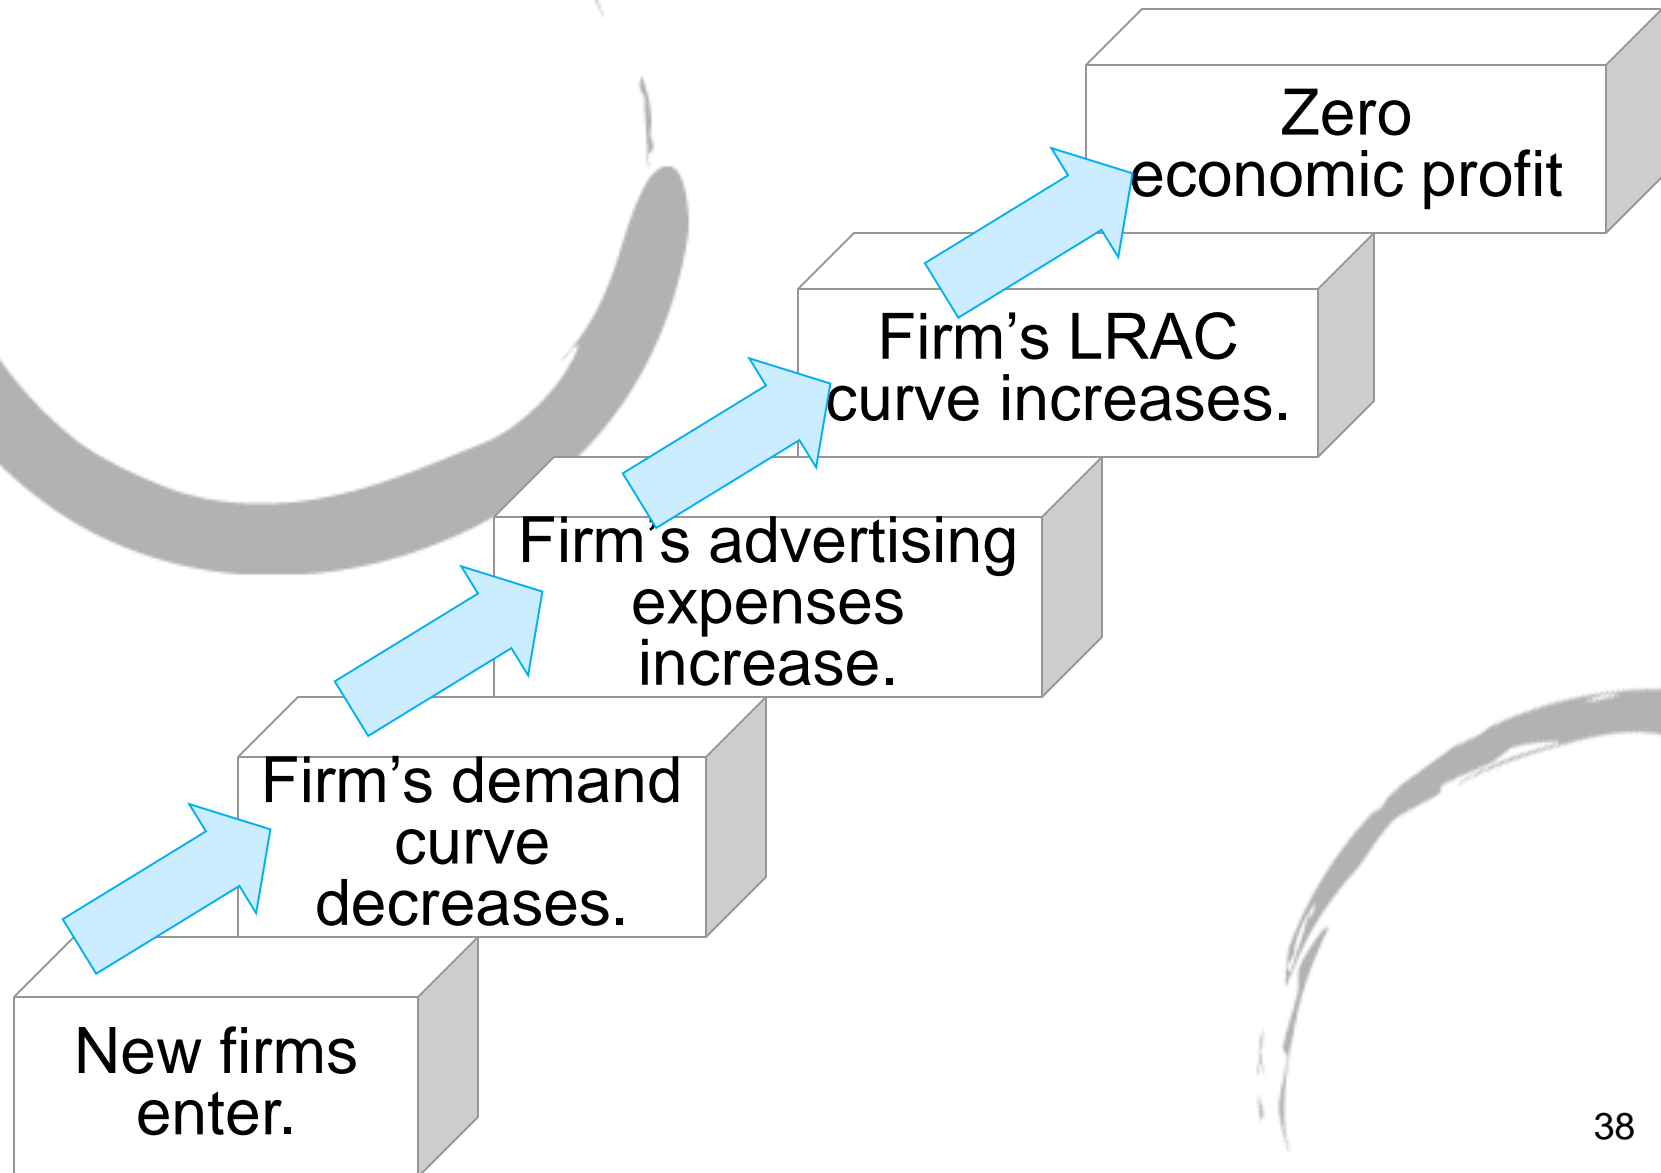 Zero
economic profit
Firm’s LRAC
curve increases.
Firm’s advertising
expenses
increase.
Firm’s demand
curve
decreases.
New firms
enter.
38